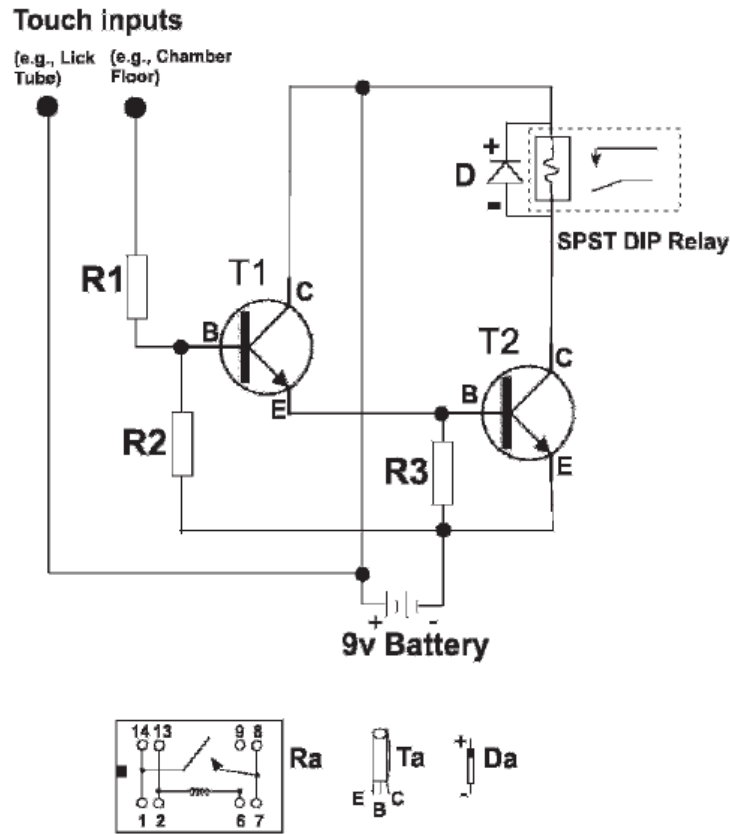 Touch inputs
(e.g., Lick Tube)
(e.g., Chamber Floor)
+
D
-
SPST DIP Relay
R1
T1
C
B
E
T2
C
B
E
R2
R3
+ -
9v Battery
14 13 9 8
Ra
1 2 6 7
Ta
E B C
+
Da
-